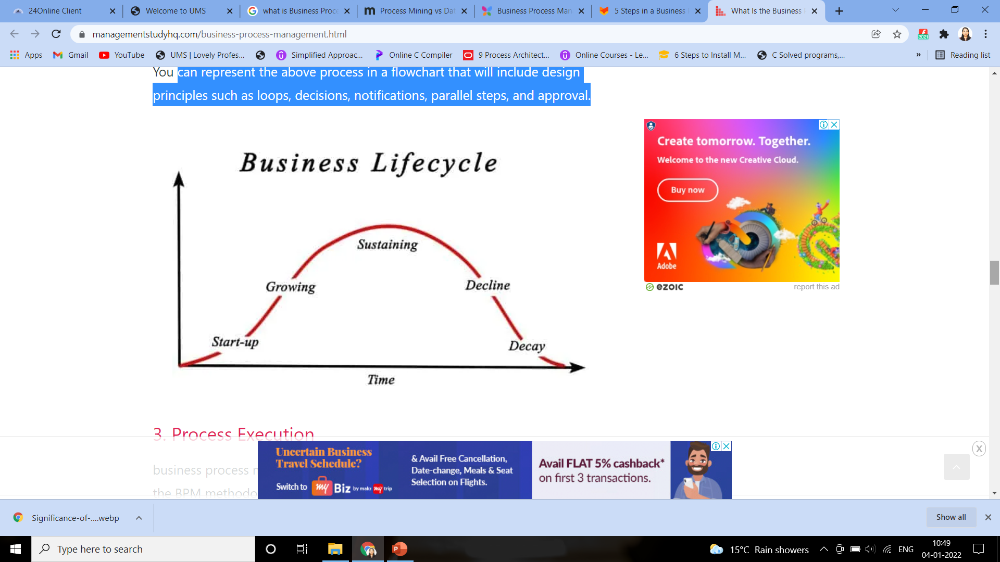 24Online Client
Welcome to UMS
what is Business Proce
Process Mining vs Dat
Business Process Man
5 Steps in a Business
What Is the Business
managementstudyhq.com/business-process-management.html
Apps
Gmail
YouTube
UMS | Lovely Profes...
Simplified Approac...
Online C Compiler
9 Process Architect...
Online Courses - Le...
6 Steps to Install M...
C Solved programs,...
»
Reading list
You can represent the above process in a flowchart that will include design
principles such as loops, decisions, notifications, parallel steps, and approval.
Business Lifecycle
Sustaining
Growing
Decline
Start-up
Decay
Time
Create tomorrow. Together.
Welcome to the new Creative Cloud.
Buy now
Adobe
ezoic
report this ad
3. Process Execution
business process
the BPM methodo
Uncertain Business
Travel Schedule?
Switch to my Biz by make my trip
& Avail Free Cancellation,
Date-change, Meals & Seat
Selection on Flights.
Avail FLAT 5% cashback*
on first 3 transactions.
X
Significance-of-....webp
Show all
Type here to search
15°C Rain showers
ENG
10:49
04-01-2022